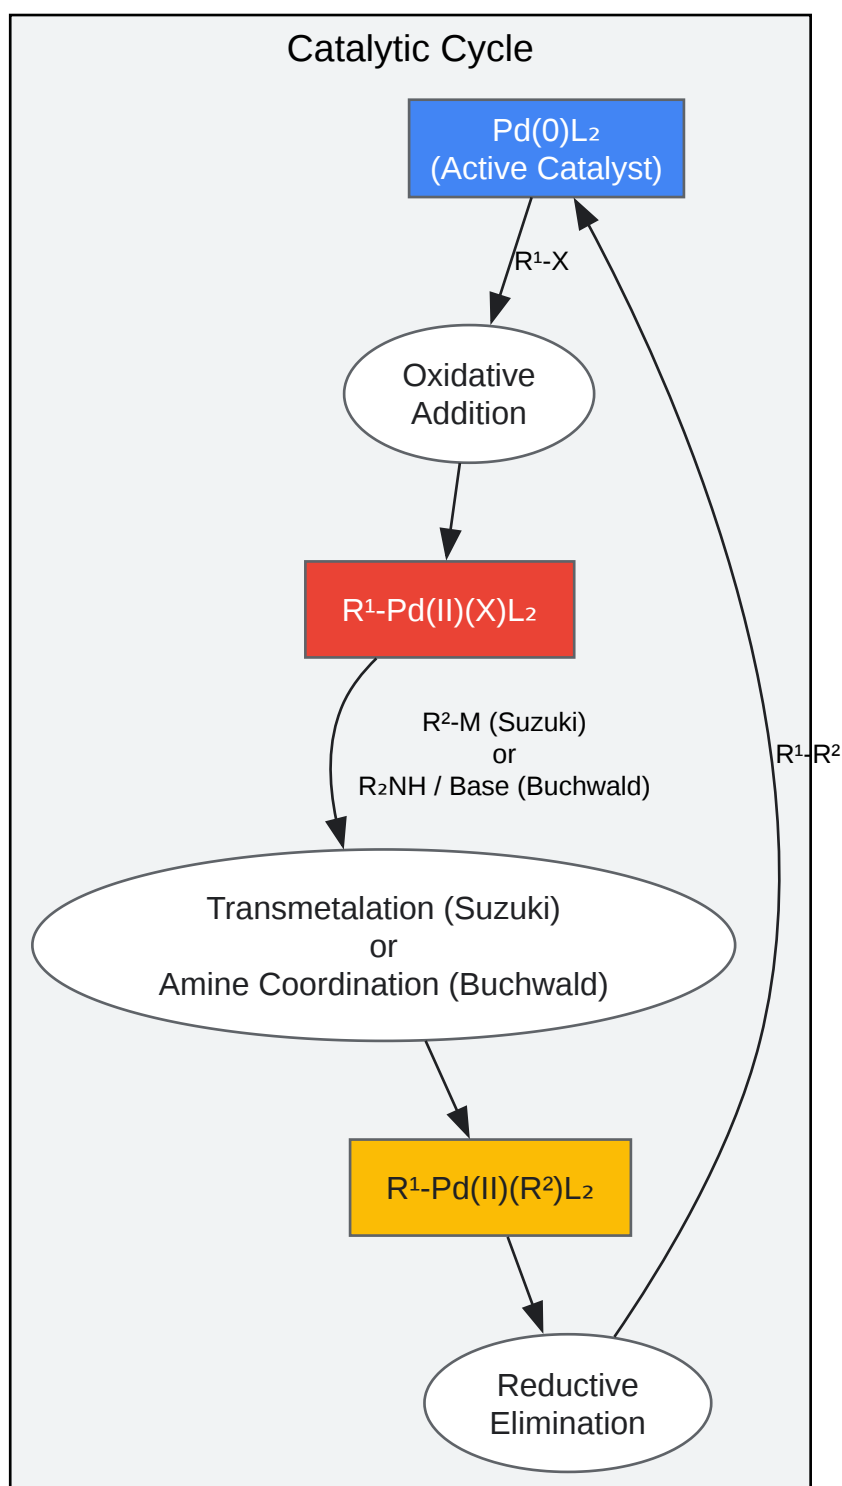 Catalytic Cycle
Pd(0)L₂
(Active Catalyst)
R¹-X
Oxidative
Addition
R¹-Pd(II)(X)L₂
R²-M (Suzuki)
or
R₂NH / Base (Buchwald)
R¹-R²
Transmetalation (Suzuki)
or
Amine Coordination (Buchwald)
R¹-Pd(II)(R²)L₂
Reductive
Elimination